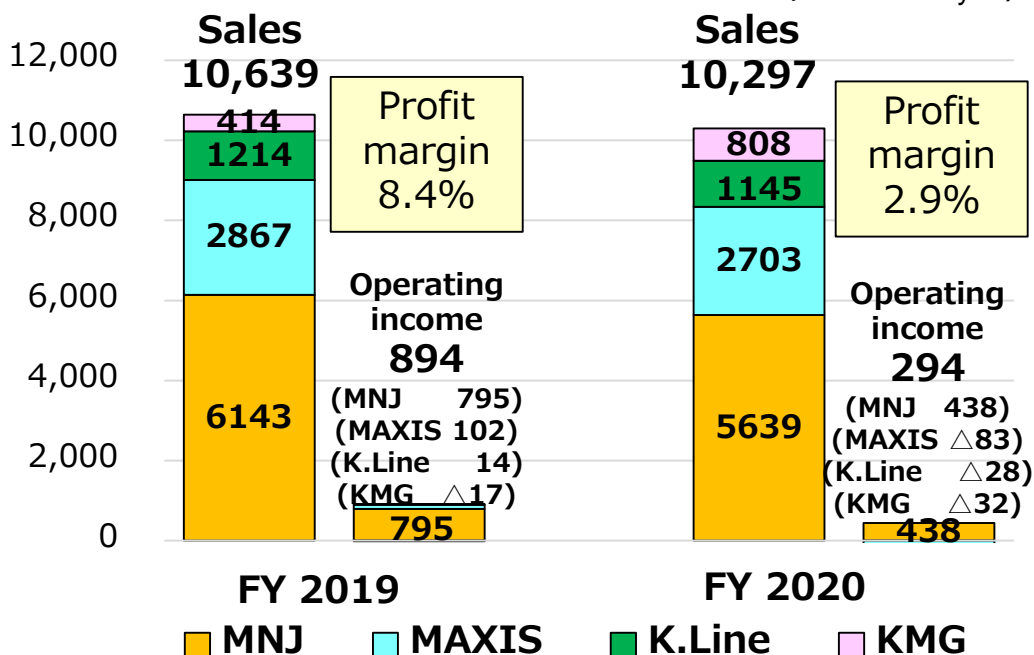 Sales
10,639
Sales
10,297
12,000
10,000
8,000
6,000
4,000
2,000
0
414
1214
2867
6143
Profit
margin
8.4%
Operating
income
894
(MNJ 795)
(MAXIS 102)
(K.Line 14)
(KMG △17)
795
808
1145
2703
5639
Profit
margin
2.9%
Operating
income
294
(MNJ 438)
(MAXIS △83)
(K.Line △28)
(KMG △32)
438
FY 2019
FY 2020
MNJ MAXIS K.Line KMG